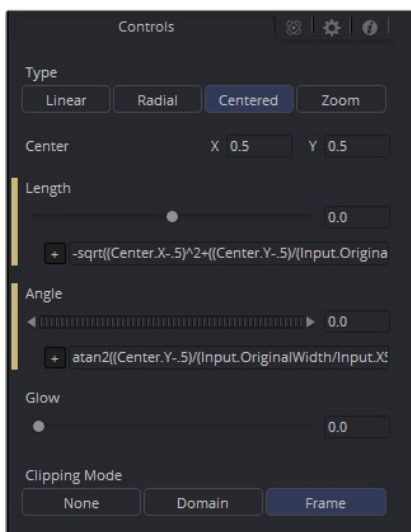 Controls
Type
Linear Radial Centered Zoom
Center X 0.5 Y 0.5
Length
0.0
+ -sqrt((Center.X-.5)^2+((Center.Y-.5)/(Input.Origina
Angle
0.0
+ atan2((Center.Y-.5)/(Input.OriginalWidth/Input.XS
Glow
0.0
Clipping Mode
None Domain Frame